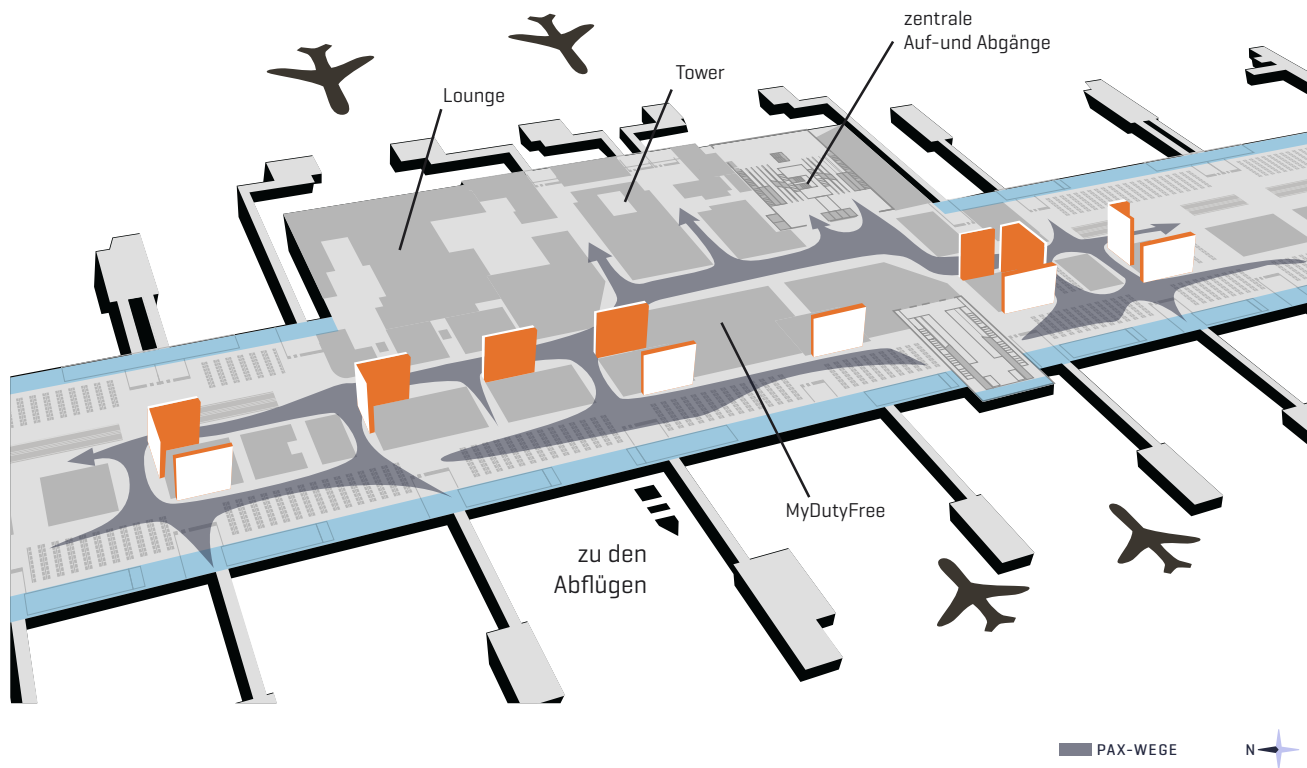 zentrale
Auf-und Abgänge
Tower
Lounge
MyDutyFree
zu den
Abflügen
PAX-WEGE
N